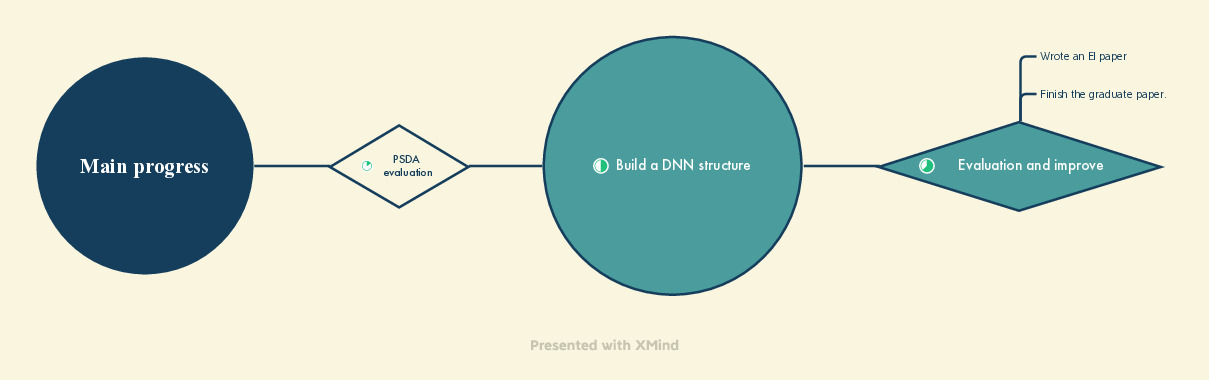 Main progress
PSDA
evaluation
Build a DNN structure
Wrote an EI paper
Finish the graduate paper.
Evaluation and improve
Presented with XMind